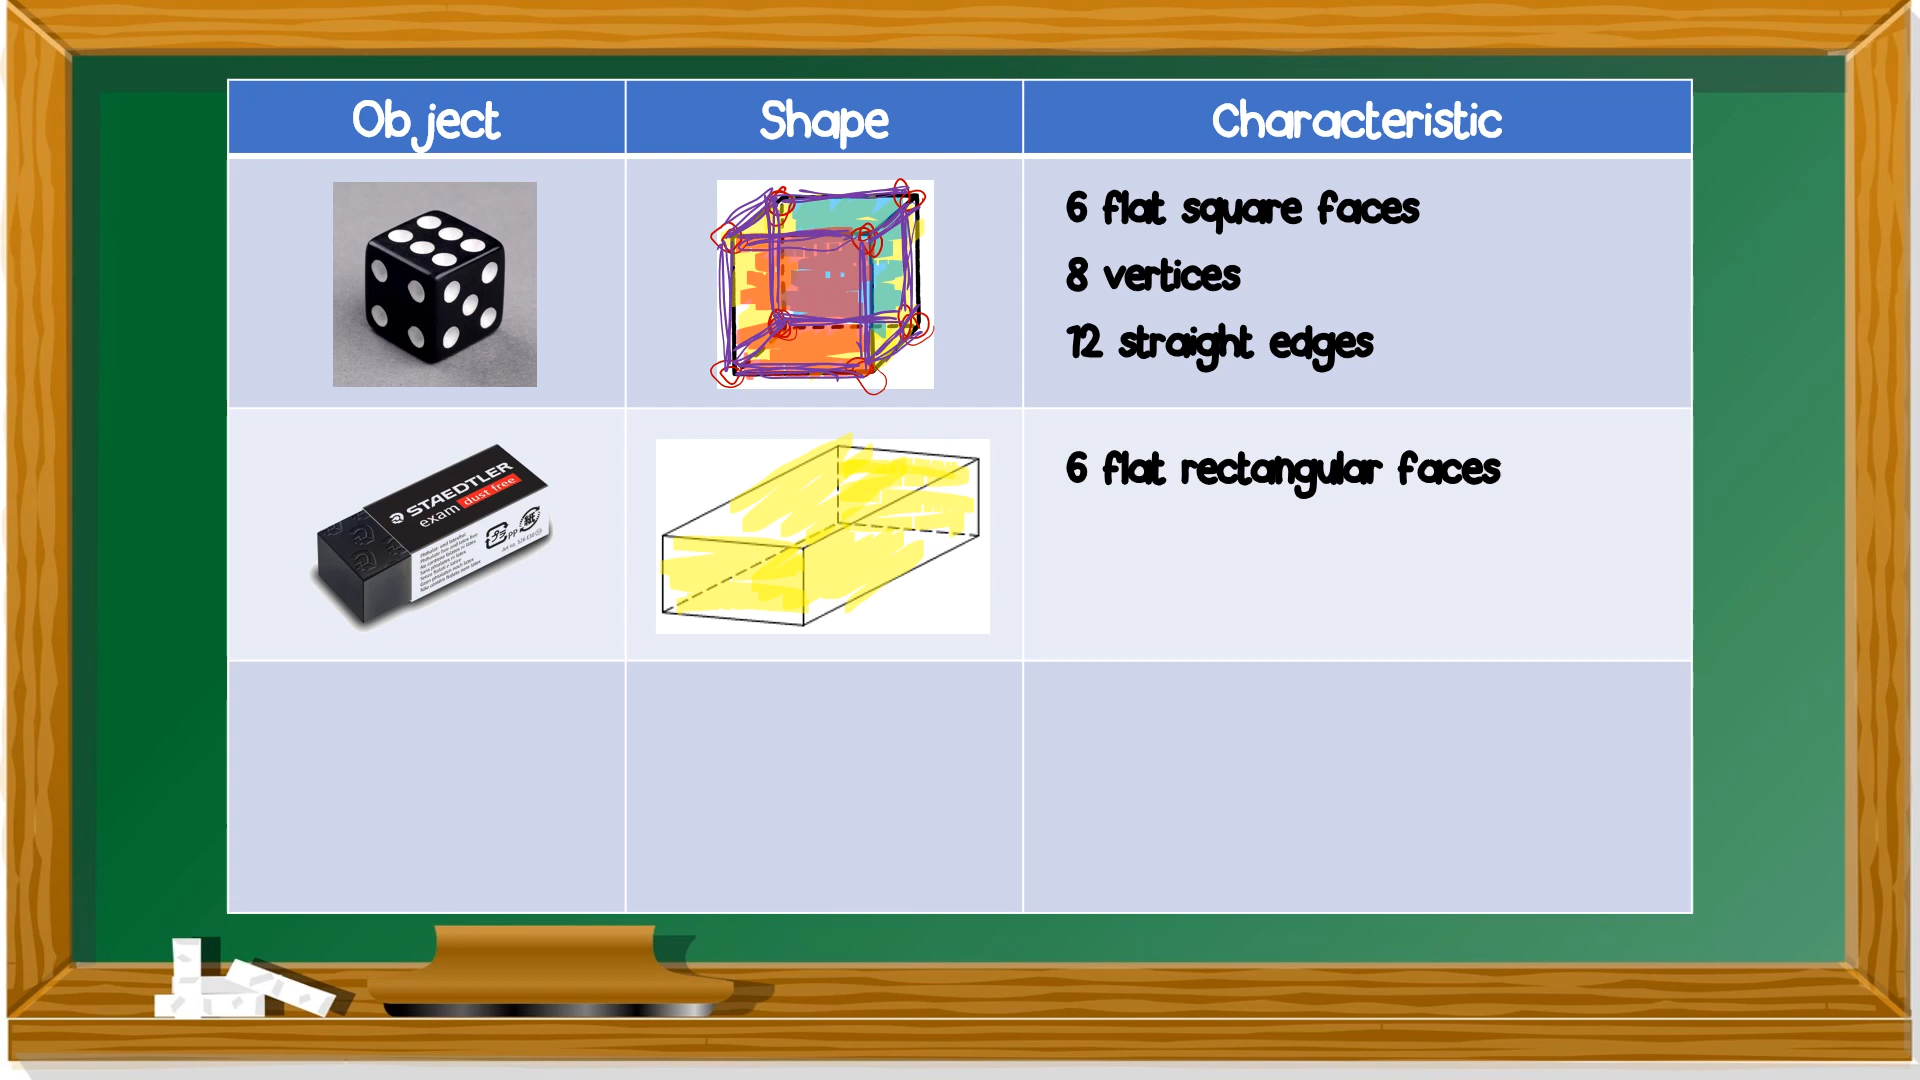 Object
Shape
Characteristic
6 flat square faces
8 vertices
12 straight edges
STAEDTLER
exam dust free
PP
6 flat rectangular faces